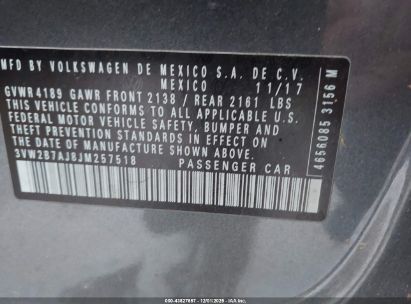 MFD BY VOLKSWAGEN DE MEXICO S.A. DE C.V.
MEXICO 11/17
GVWR4189 GAWR FRONT 2138 / REAR 2161 LBS
THIS VEHICLE CONFORMS TO ALL APPLICABLE U.S.
FEDERAL MOTOR VEHICLE SAFETY, BUMPER, AND
THEFT PREVENTION STANDARDS IN EFFECT ON
THE DATE OF MANUFACTURE SHOWN ABOVE.
3VW2B7AJ8JM257518 PASSENGER CAR
4656085 3156 M